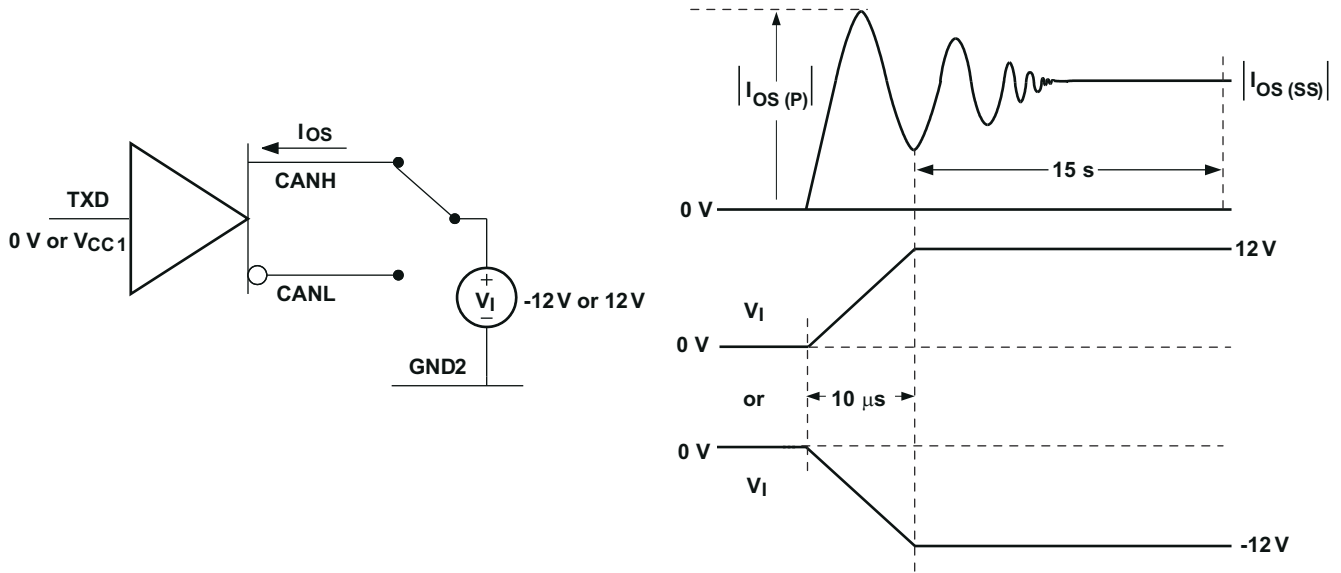 I OS
CANH
TXD
0 V or VCC1
CANL
+
VI
–
-12 V or 12 V
GND2
|IOS (P)|
|IOS (SS)|
15 s
0 V
12 V
VI
0 V
or
10 μs
0 V
VI
-12 V